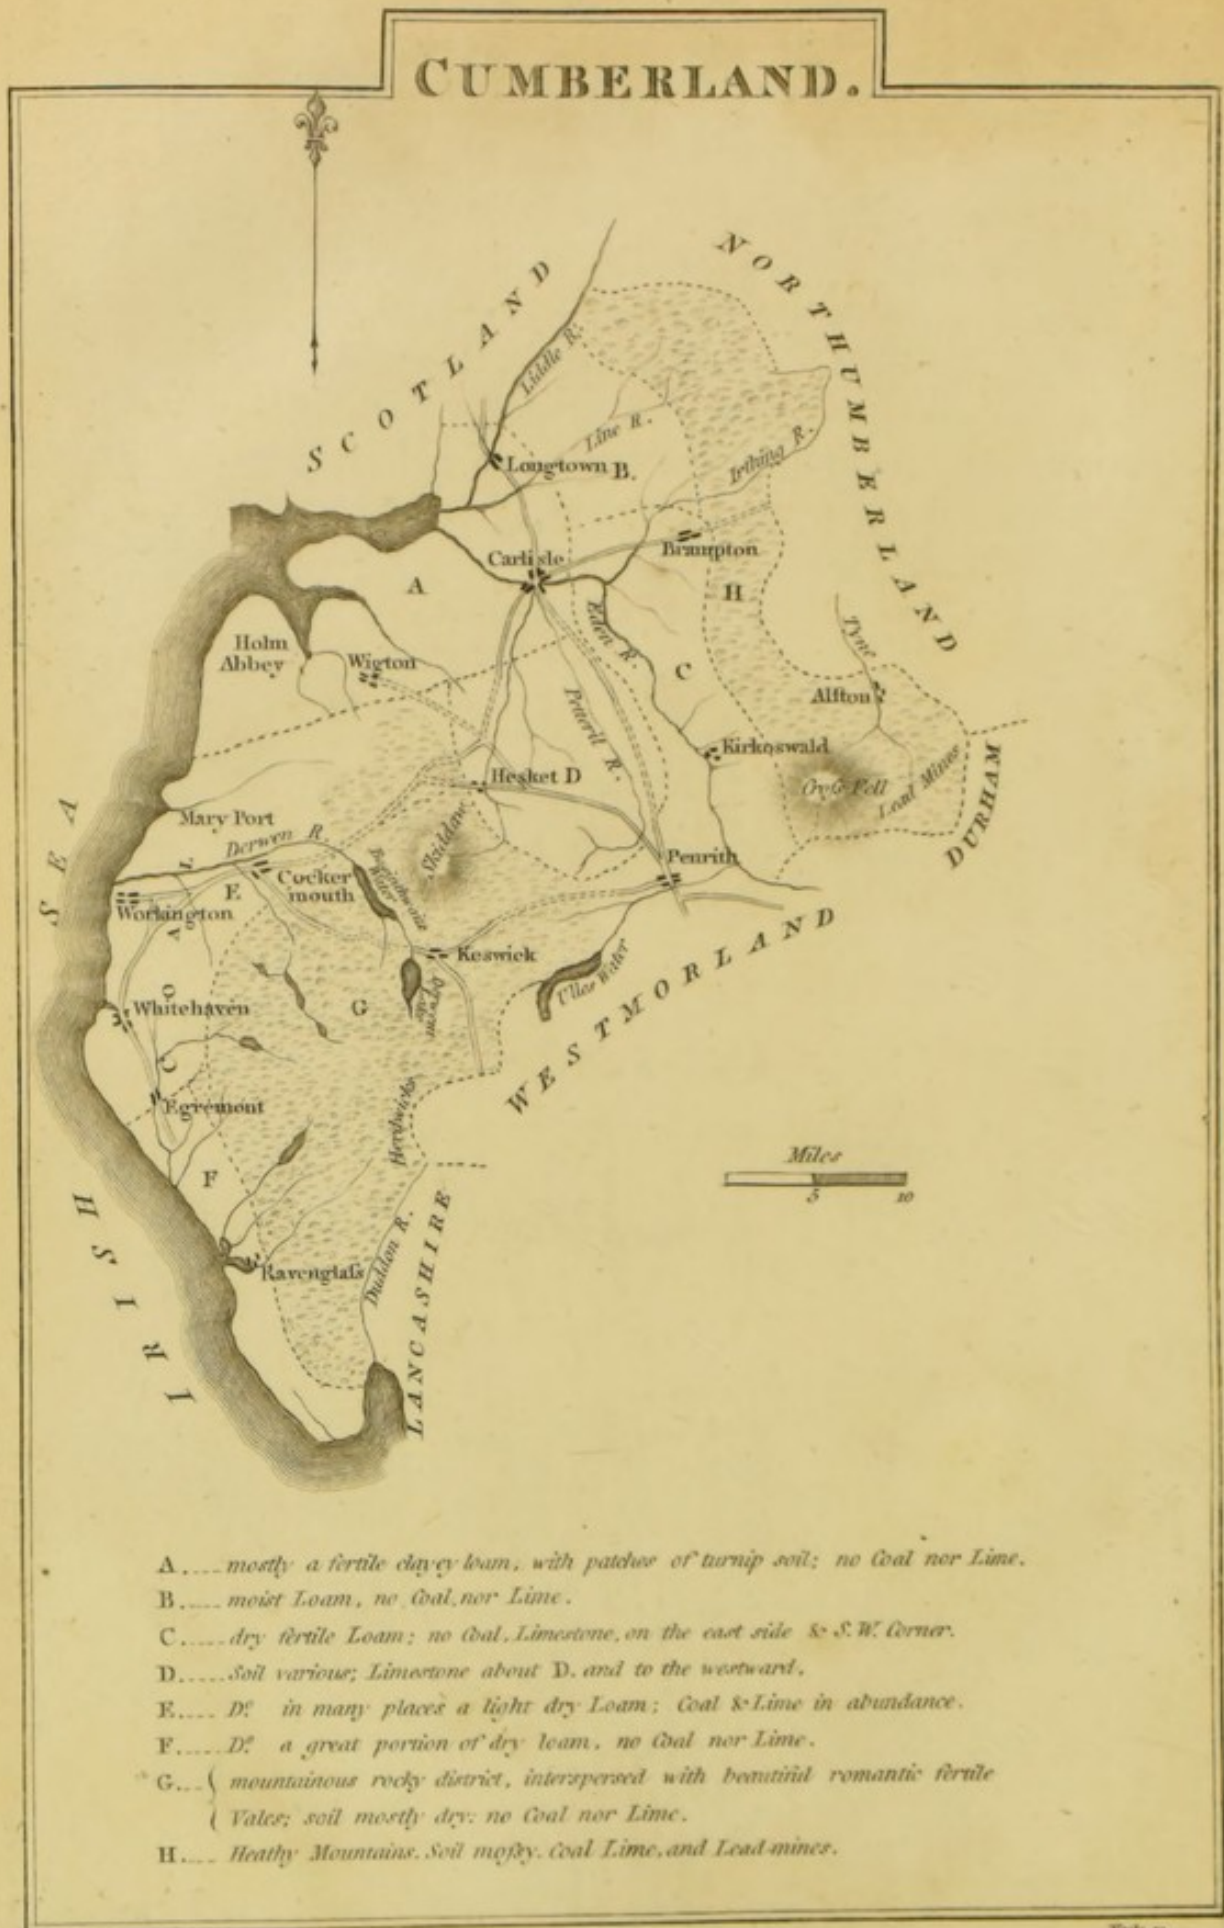 CUMBERLAND.
SCOTLAND
NORTHUMBERLAND
Liddle R.
Line R.
Irthing R.
Longtown B.
Carlisle
Brampton
A
H
Eden R.
Tyne
Holm
Abbey
Wigton
C
Alston
Petteril R.
Kirkoswald
Hesket D
Cross Fell
Lead Mines
DURHAM
Mary Port
Derwen R.
Skiddaw
Penrith
Cocker
mouth
E
Workington
COAL
Keswick
Ulles Water
WESTMORLAND
Whitehaven
G
Egremont
Herdwicks
Miles
5 10
F
Ravenglaſs
Duddon R.
LANCASHIRE
IRISH SEA
A..... mostly a fertile clayey loam, with patches of turnip soil; no Coal nor Lime.
B..... moist Loam, no Coal, nor Lime.
C..... dry fertile Loam; no Coal, Limestone, on the east side & S.W. Corner.
D..... Soil various; Limestone about D. and to the westward.
E.... Do. in many places a light dry Loam; Coal & Lime in abundance.
F..... Do. a great portion of dry loam, no Coal nor Lime.
G... { mountainous rocky district, interspersed with beautiful romantic fertile
{ Vales; soil mostly dry: no Coal nor Lime.
H.... Heathy Mountains. Soil moſsy. Coal Lime, and Lead-mines.